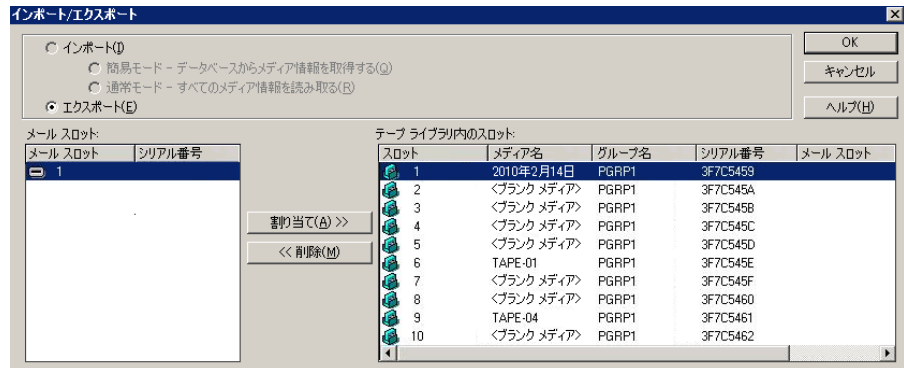 インポート/エクスポート
インポート(I)
簡易モード - データベースからメディア情報を取得する(Q)
通常モード - すべてのメディア情報を読み取る(R)
エクスポート(E)
OK
キャンセル
ヘルプ(H)
メール スロット:
メール スロット シリアル番号
1
割り当て(A) >>
<< 削除(M)
テープ ライブラリ内のスロット:
スロット メディア名 グループ名 シリアル番号 メール スロット
1 2010年2月14日 PGRP1 3F7C5459
2 <ブランク メディア> PGRP1 3F7C545A
3 <ブランク メディア> PGRP1 3F7C545B
4 <ブランク メディア> PGRP1 3F7C545C
5 <ブランク メディア> PGRP1 3F7C545D
6 TAPE-01 PGRP1 3F7C545E
7 <ブランク メディア> PGRP1 3F7C545F
8 <ブランク メディア> PGRP1 3F7C5460
9 TAPE-04 PGRP1 3F7C5461
10 <ブランク メディア> PGRP1 3F7C5462